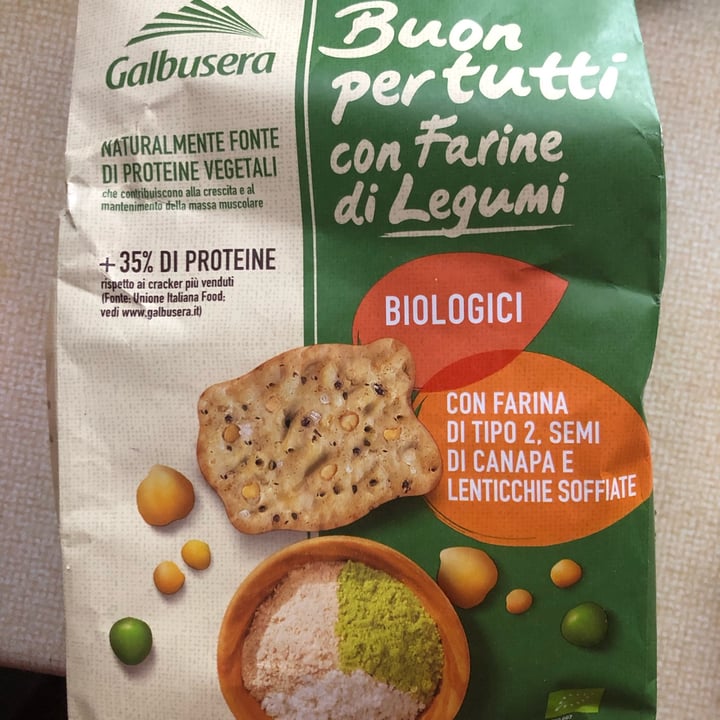 Galbusera
NATURALMENTE FONTE
DI PROTEINE VEGETALI
che contribuiscono alla crescita e al
mantenimento della massa muscolare
+35% DI PROTEINE
rispetto ai cracker più venduti
(Fonte: Unione Italiana Food:
vedi www.galbusera.it)
Buon
per tutti
con Farine
di Legumi
BIOLOGICI
CON FARINA
DI TIPO 2, SEMI
DI CANAPA E
LENTICCHIE SOFFIATE